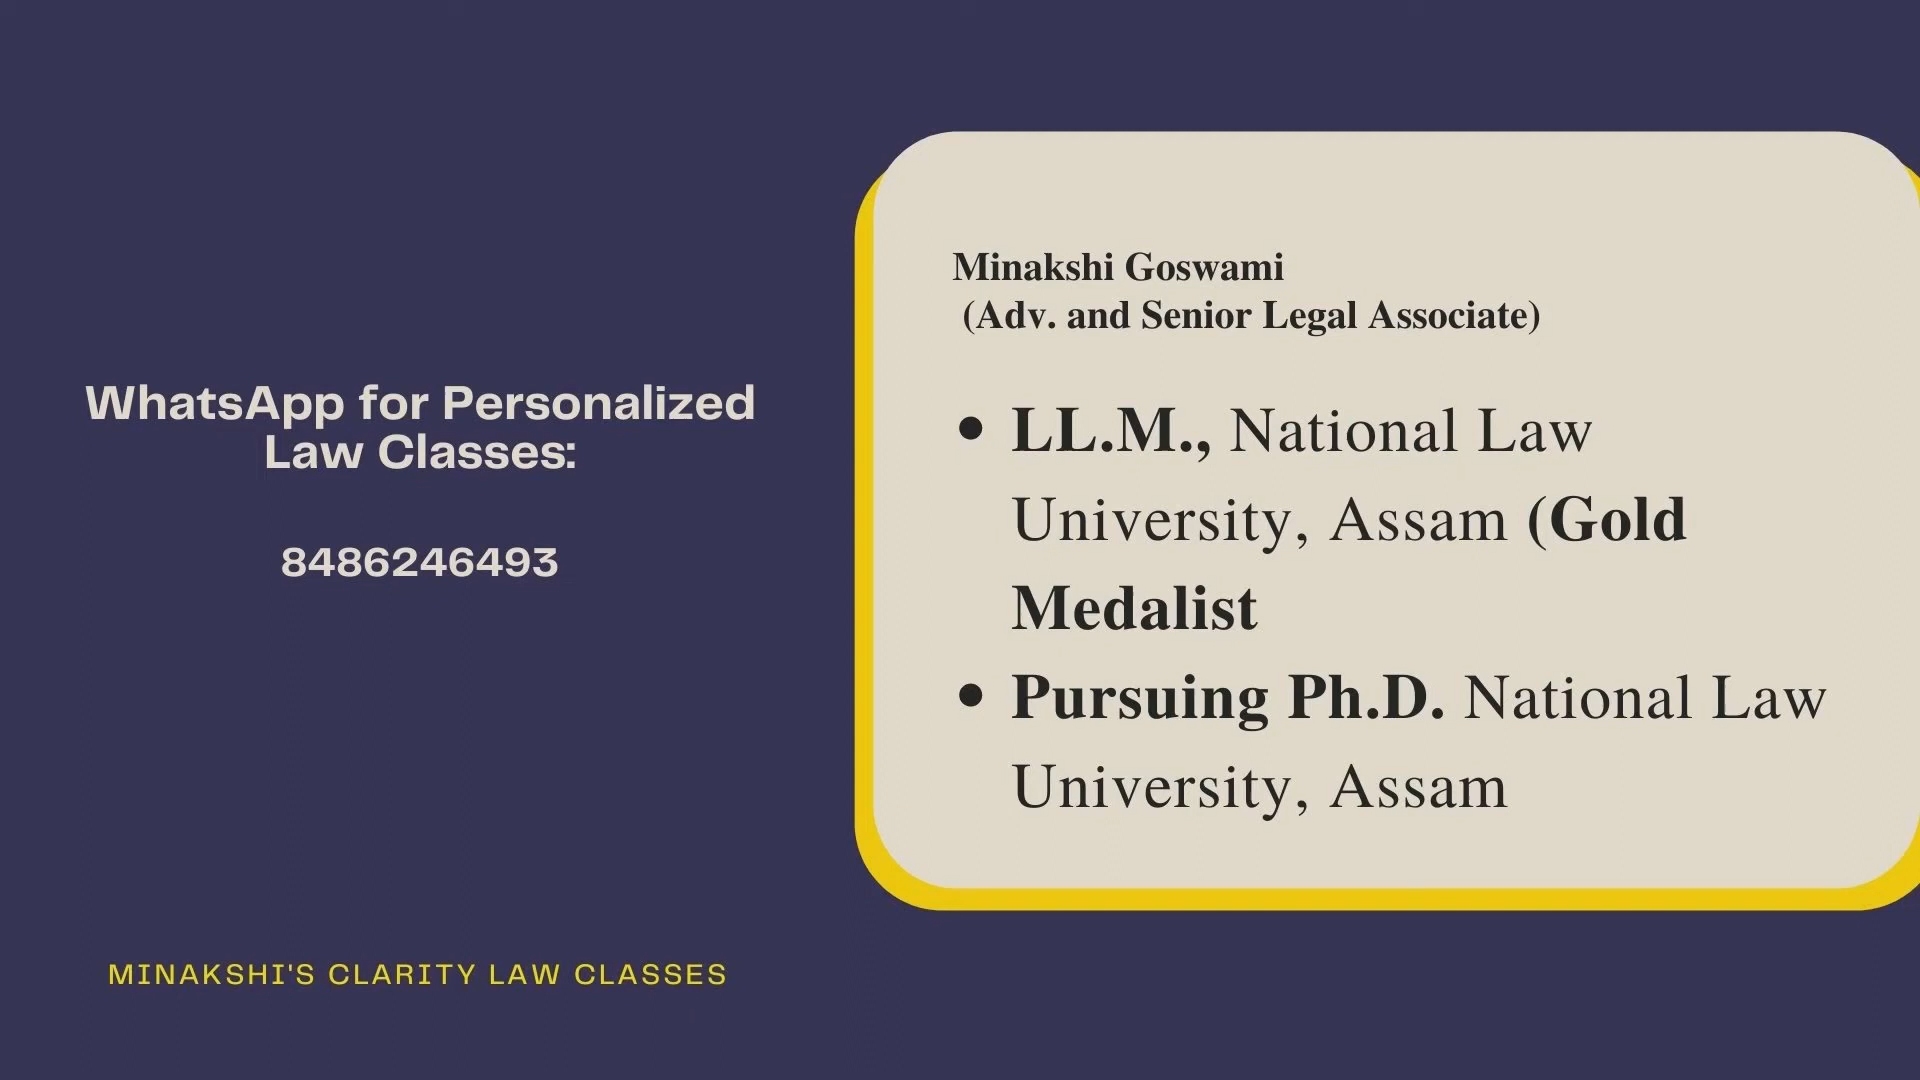 WhatsApp for Personalized
Law Classes:
8486246493
MINAKSHI'S CLARITY LAW CLASSES
Minakshi Goswami
(Adv. and Senior Legal Associate)
• LL.M., National Law
University, Assam (Gold
Medalist
• Pursuing Ph.D. National Law
University, Assam